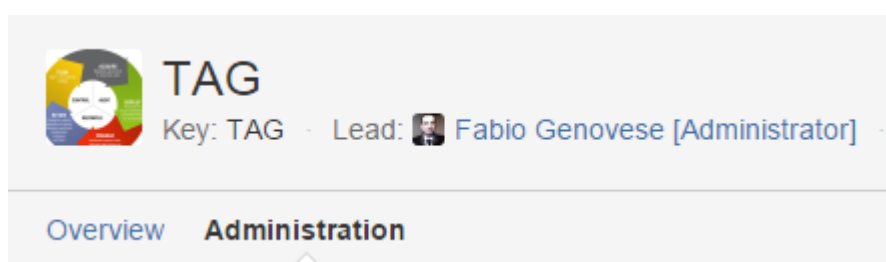 TAG
Key: TAG · Lead: Fabio Genovese [Administrator] ·
Overview Administration